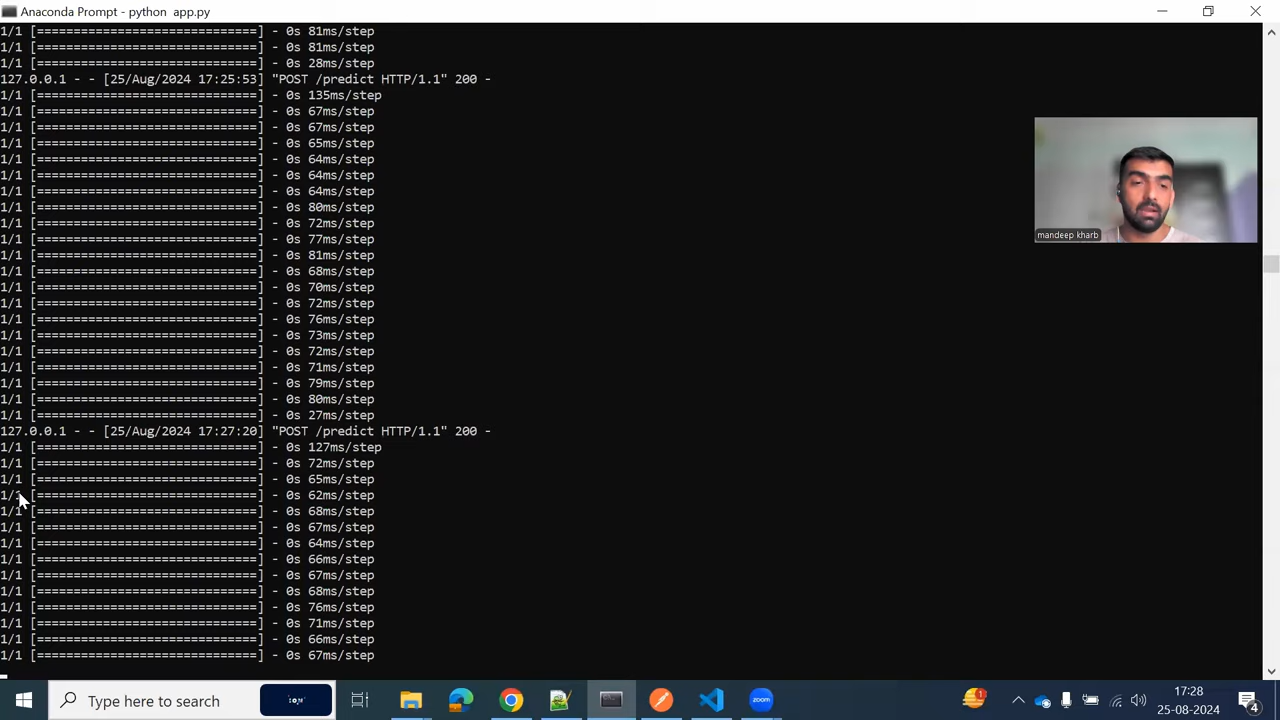 Anaconda Prompt - python  app.py
1/1 [==============================] - 0s 81ms/step
1/1 [==============================] - 0s 81ms/step
1/1 [==============================] - 0s 28ms/step
127.0.0.1 - - [25/Aug/2024 17:25:53] "POST /predict HTTP/1.1" 200 -
1/1 [==============================] - 0s 135ms/step
1/1 [==============================] - 0s 67ms/step
1/1 [==============================] - 0s 67ms/step
1/1 [==============================] - 0s 65ms/step
1/1 [==============================] - 0s 64ms/step
1/1 [==============================] - 0s 64ms/step
1/1 [==============================] - 0s 64ms/step
1/1 [==============================] - 0s 80ms/step
1/1 [==============================] - 0s 72ms/step
1/1 [==============================] - 0s 77ms/step
1/1 [==============================] - 0s 81ms/step
1/1 [==============================] - 0s 68ms/step
1/1 [==============================] - 0s 70ms/step
1/1 [==============================] - 0s 72ms/step
1/1 [==============================] - 0s 76ms/step
1/1 [==============================] - 0s 73ms/step
1/1 [==============================] - 0s 72ms/step
1/1 [==============================] - 0s 71ms/step
1/1 [==============================] - 0s 79ms/step
1/1 [==============================] - 0s 80ms/step
1/1 [==============================] - 0s 27ms/step
127.0.0.1 - - [25/Aug/2024 17:27:20] "POST /predict HTTP/1.1" 200 -
1/1 [==============================] - 0s 127ms/step
1/1 [==============================] - 0s 72ms/step
1/1 [==============================] - 0s 65ms/step
1/1 [==============================] - 0s 62ms/step
1/1 [==============================] - 0s 68ms/step
1/1 [==============================] - 0s 67ms/step
1/1 [==============================] - 0s 64ms/step
1/1 [==============================] - 0s 66ms/step
1/1 [==============================] - 0s 67ms/step
1/1 [==============================] - 0s 68ms/step
1/1 [==============================] - 0s 76ms/step
1/1 [==============================] - 0s 71ms/step
1/1 [==============================] - 0s 66ms/step
1/1 [==============================] - 0s 67ms/step
mandeep kharb
Type here to search
zoom
1
17:28
25-08-2024
4